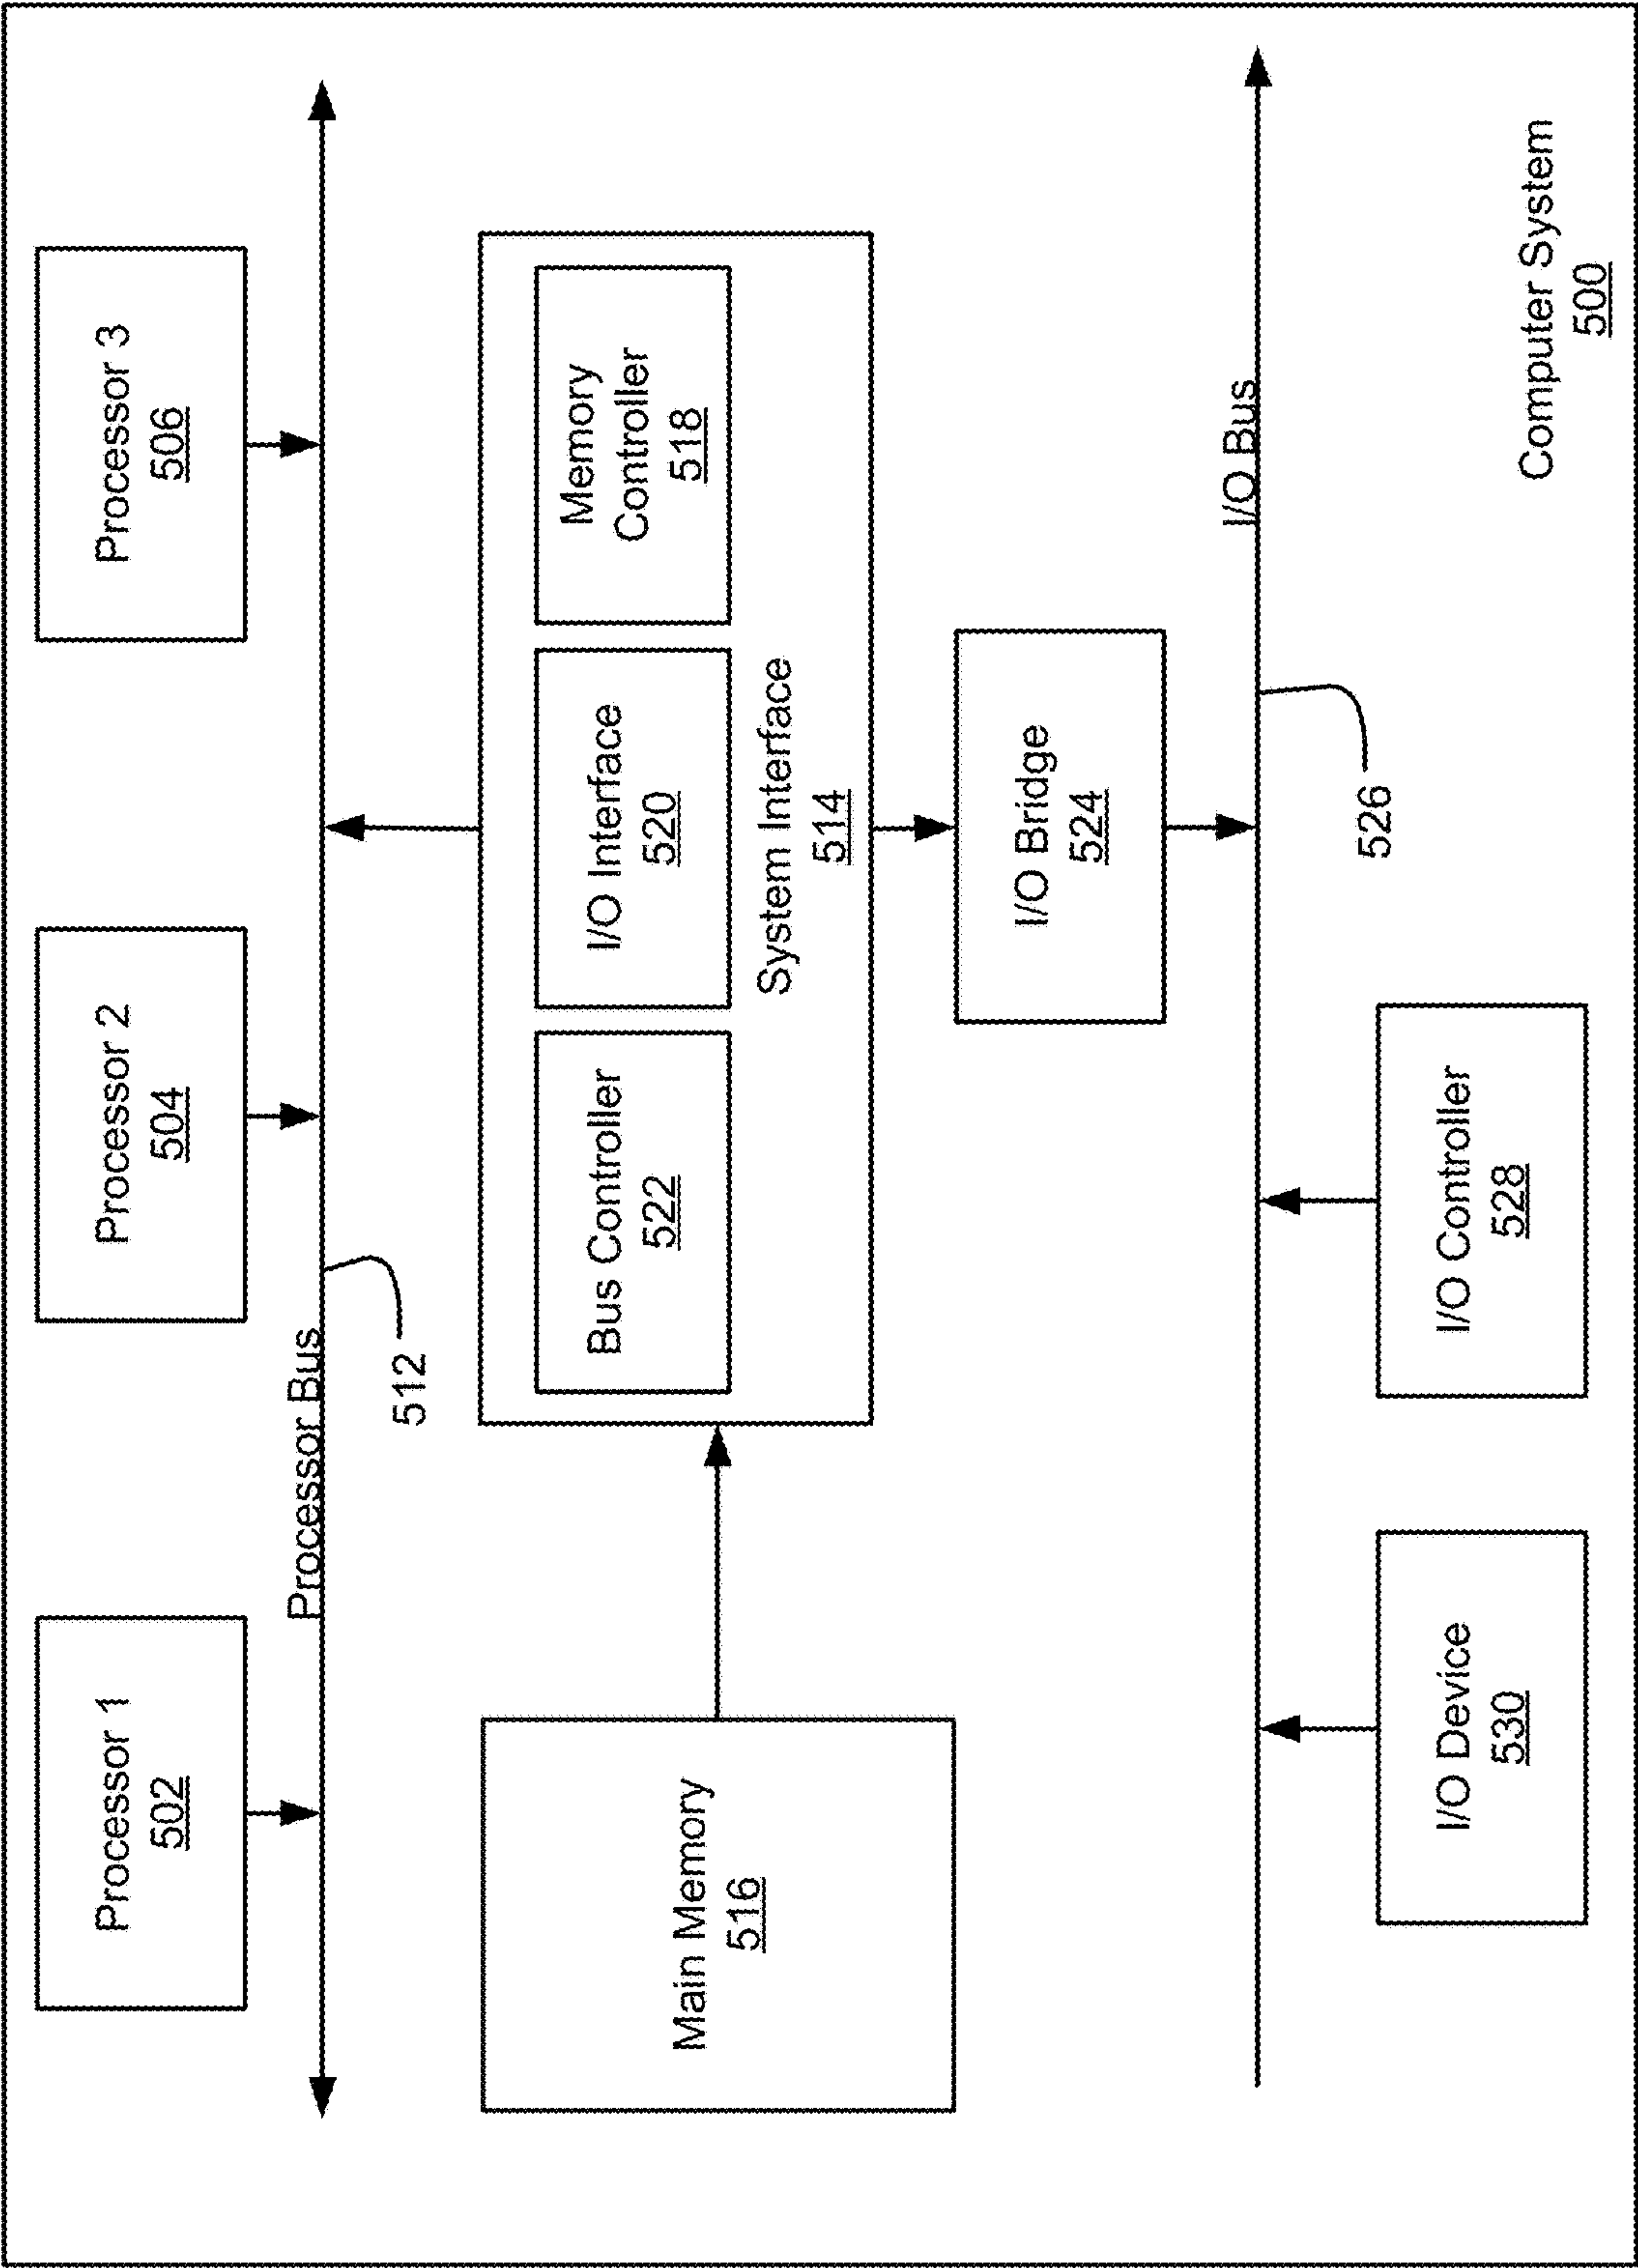 Processor 1
502
Processor 2
504
Processor 3
506
Processor Bus
512
Main Memory
516
Bus Controller
522
I/O Interface
520
Memory
Controller
518
System Interface
514
I/O Bridge
524
I/O Bus
526
I/O Device
530
I/O Controller
528
Computer System
500